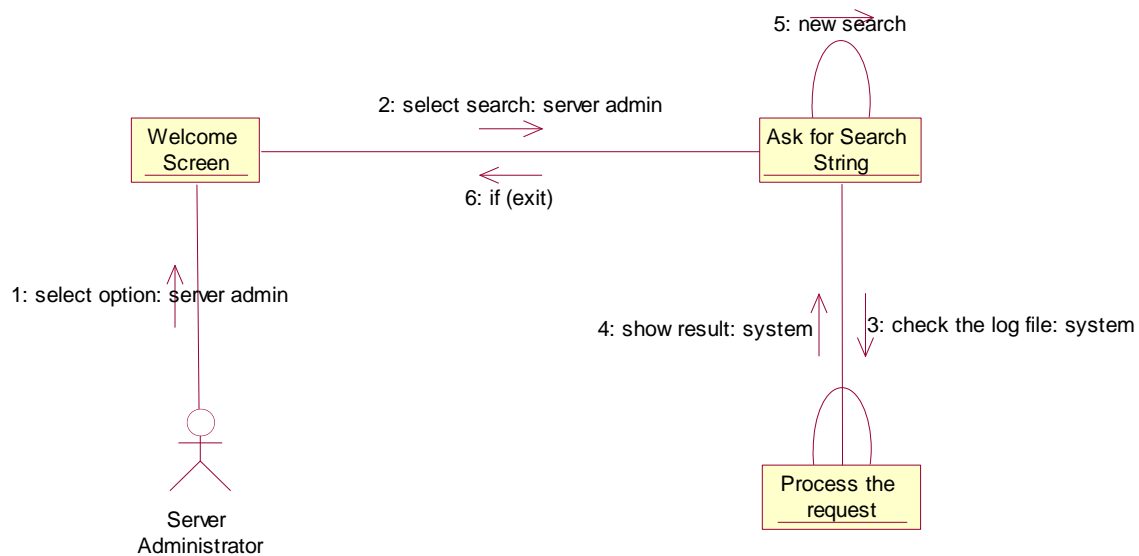 5: new search
2: select search: server admin
Welcome
Screen
Ask for Search
String
6: if (exit)
1: select option: server admin
4: show result: system
3: check the log file: system
Process the
request
Server
Administrator